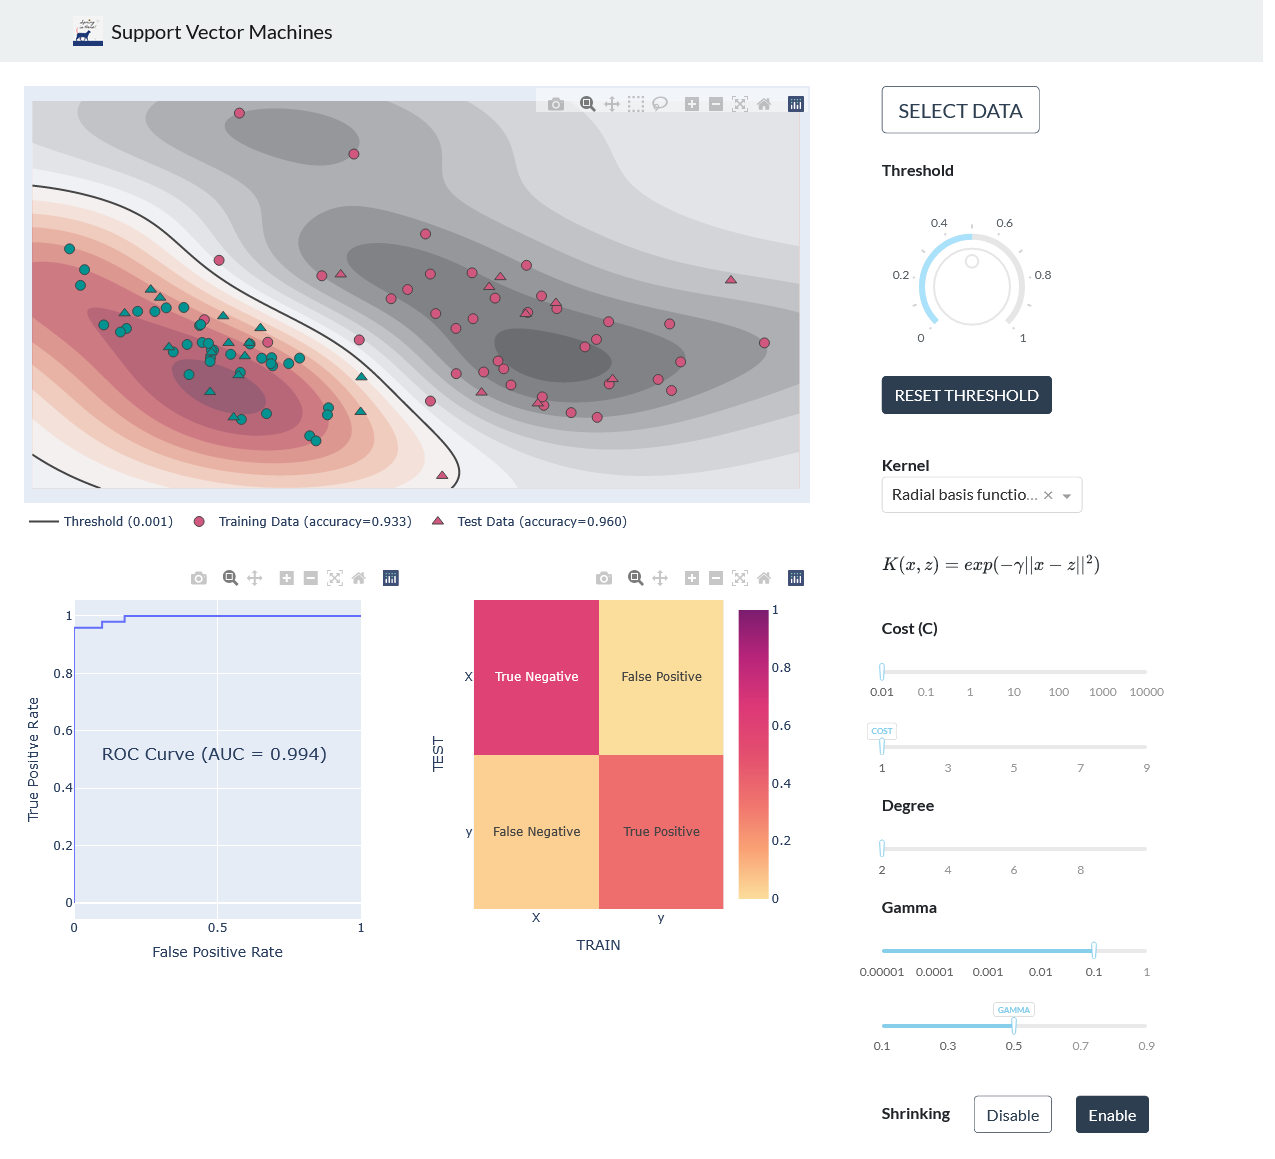 Support Vector Machines
SELECT DATA
Threshold
0.4 0.6
0.2 0.8
0 1
RESET THRESHOLD
Kernel
Radial basis functio...
K(x, z) = exp(−γ||x − z||²)
Cost (C)
0.01 0.1 1 10 100 1000 10000
COST
1 3 5 7 9
Degree
2 4 6 8
Gamma
0.00001 0.0001 0.001 0.01 0.1 1
GAMMA
0.1 0.3 0.5 0.7 0.9
Shrinking Disable Enable
Threshold (0.001) Training Data (accuracy=0.933) Test Data (accuracy=0.960)
1
0.8
0.6
0.4
0.2
0
True Positive Rate
ROC Curve (AUC = 0.994)
0 0.5 1
False Positive Rate
X
y
TEST
True Negative False Positive
False Negative True Positive
X y
TRAIN
1
0.8
0.6
0.4
0.2
0